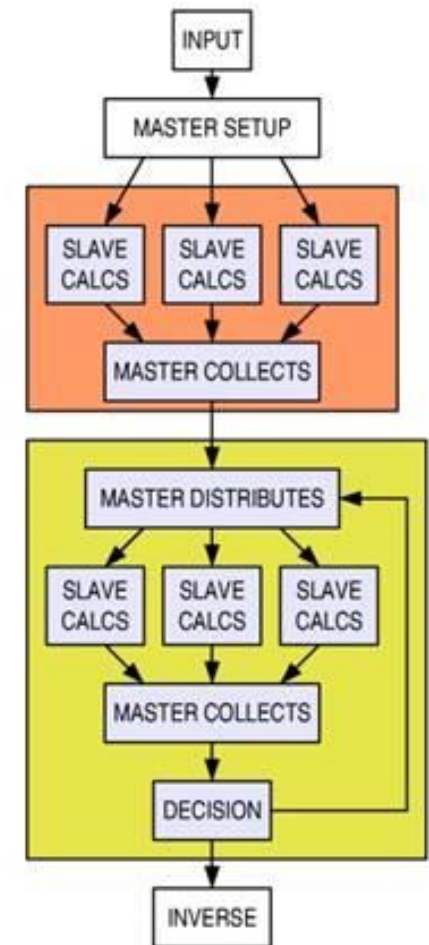 INPUT
MASTER SETUP
SLAVE CALCS
SLAVE CALCS
SLAVE CALCS
MASTER COLLECTS
MASTER DISTRIBUTES
SLAVE CALCS
SLAVE CALCS
SLAVE CALCS
MASTER COLLECTS
DECISION
INVERSE